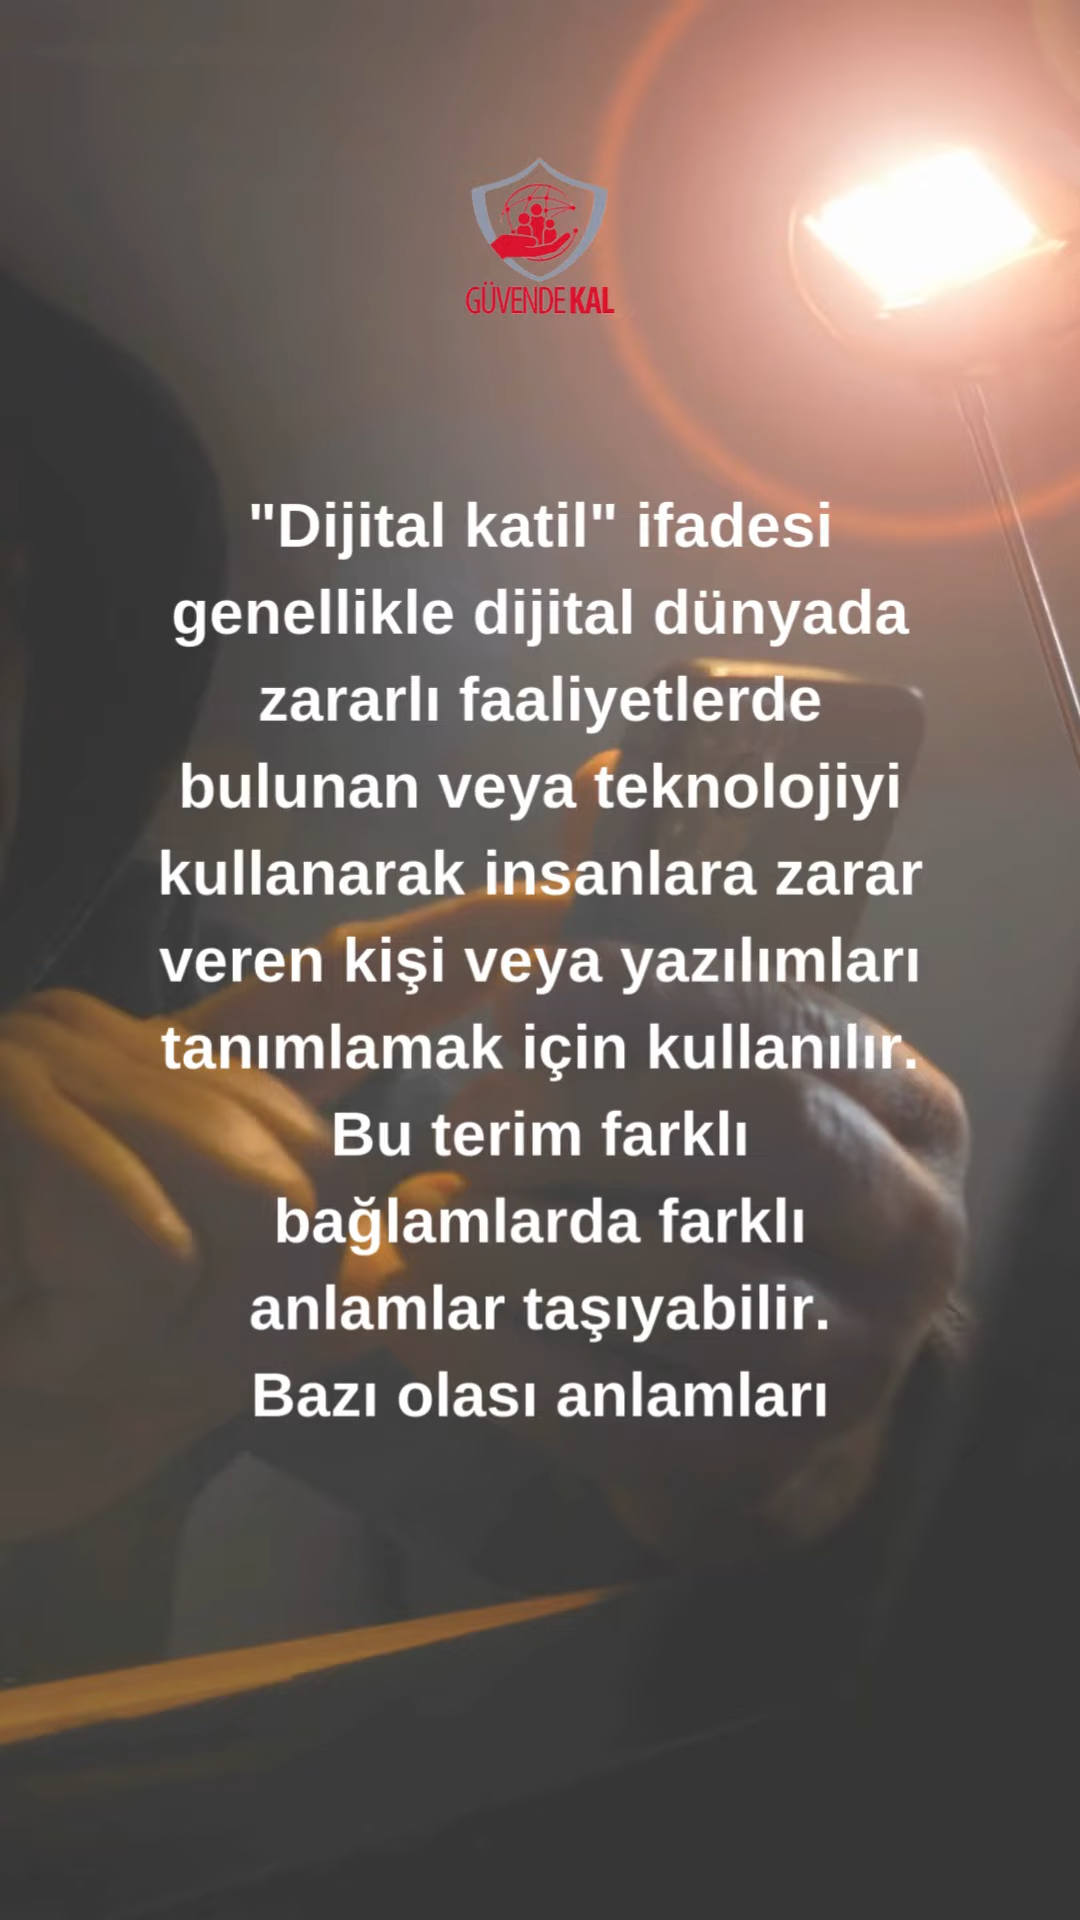 GÜVENDE KAL
"Dijital katil" ifadesi
genellikle dijital dünyada
zararlı faaliyetlerde
bulunan veya teknolojiyi
kullanarak insanlara zarar
veren kişi veya yazılımları
tanımlamak için kullanılır.
Bu terim farklı
bağlamlarda farklı
anlamlar taşıyabilir.
Bazı olası anlamları